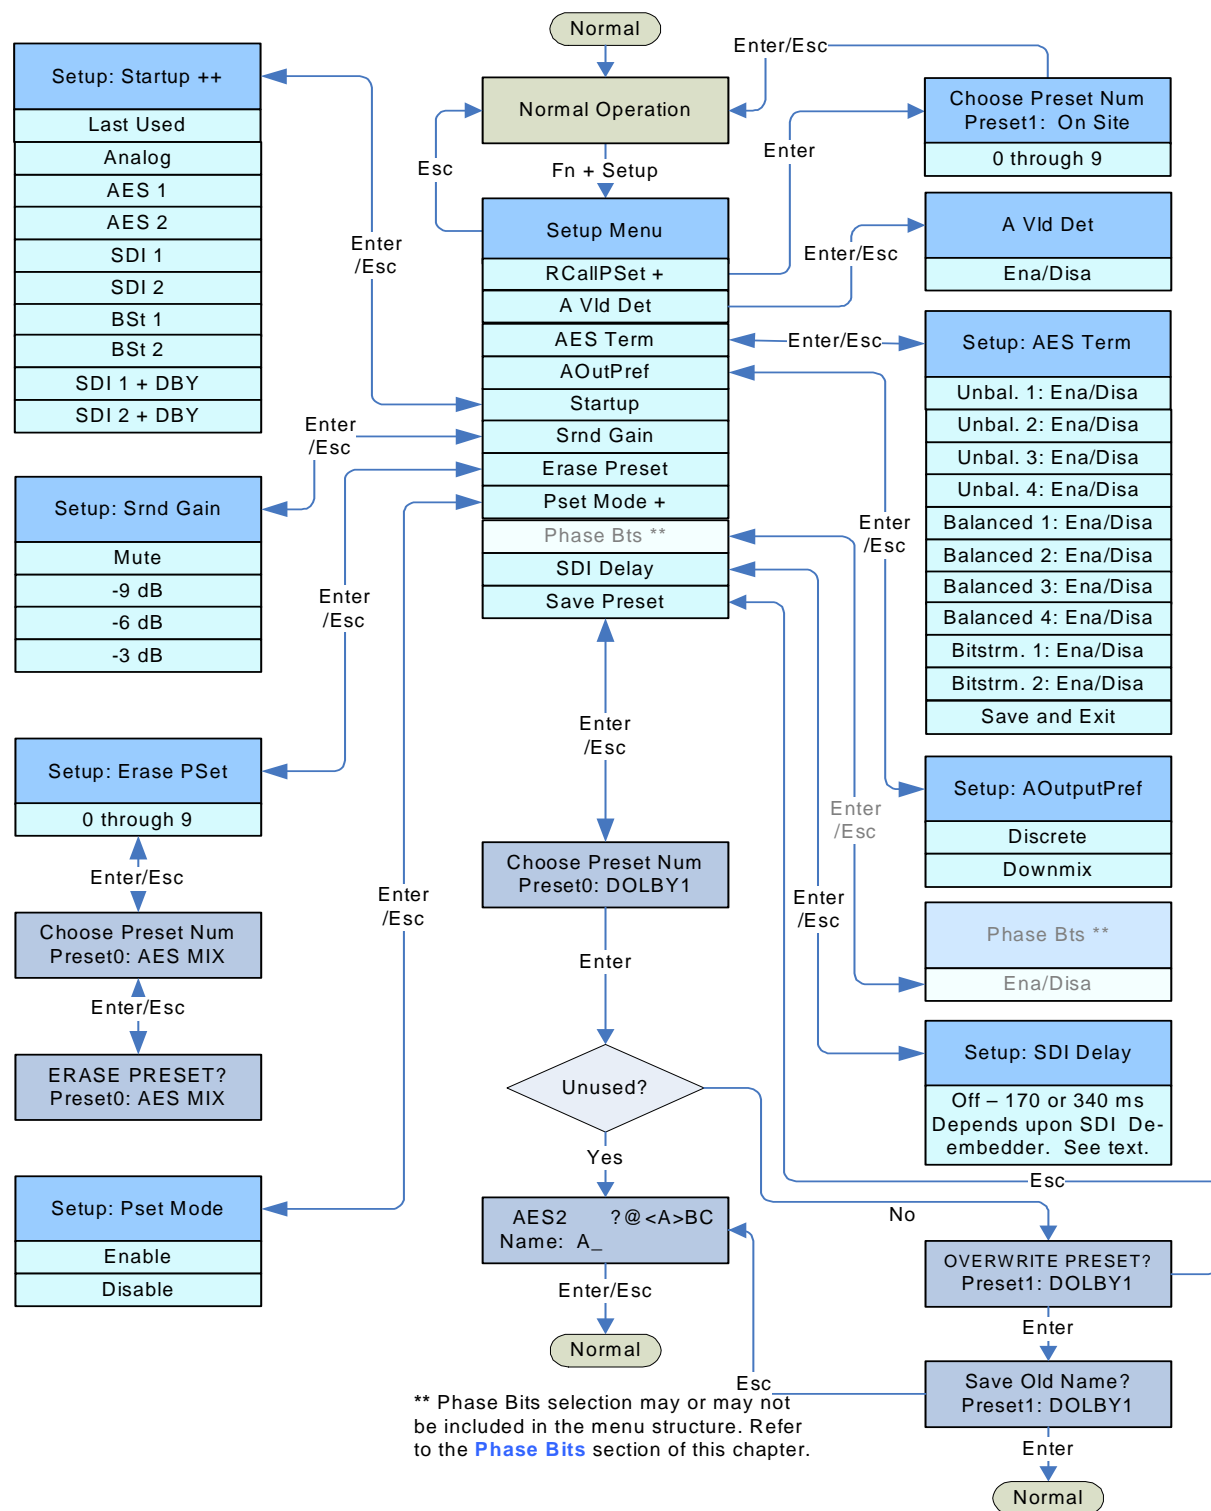 Normal
Normal Operation
Fn + Setup
Esc
Enter/Esc
Enter
Setup Menu
RCallPSet +
A Vld Det
AES Term
AOutPref
Startup
Srnd Gain
Erase Preset
Pset Mode +
Phase Bts **
SDI Delay
Save Preset
Setup: Startup ++
Last Used
Analog
AES 1
AES 2
SDI 1
SDI 2
BSt 1
BSt 2
SDI 1 + DBY
SDI 2 + DBY
Enter
/Esc
Enter
/Esc
Setup: Srnd Gain
Mute
-9 dB
-6 dB
-3 dB
Enter
/Esc
Setup: Erase PSet
0 through 9
Enter/Esc
Choose Preset Num
Preset0: AES MIX
Enter/Esc
ERASE PRESET?
Preset0: AES MIX
Enter
/Esc
Setup: Pset Mode
Enable
Disable
Choose Preset Num
Preset1: On Site
0 through 9
A Vld Det
Ena/Disa
Enter/Esc
Enter/Esc
Setup: AES Term
Unbal. 1: Ena/Disa
Unbal. 2: Ena/Disa
Unbal. 3: Ena/Disa
Unbal. 4: Ena/Disa
Balanced 1: Ena/Disa
Balanced 2: Ena/Disa
Balanced 3: Ena/Disa
Balanced 4: Ena/Disa
Bitstrm. 1: Ena/Disa
Bitstrm. 2: Ena/Disa
Save and Exit
Enter
/Esc
Setup: AOutputPref
Discrete
Downmix
Enter
/Esc
Phase Bts **
Ena/Disa
Enter
/Esc
Setup: SDI Delay
Off – 170 or 340 ms
Depends upon SDI De-
embedder. See text.
Enter
/Esc
Choose Preset Num
Preset0: DOLBY1
Enter
Unused?
Yes
No
Esc
AES2 ?@<A>BC
Name: A_
Enter/Esc
Normal
OVERWRITE PRESET?
Preset1: DOLBY1
Enter
Save Old Name?
Preset1: DOLBY1
Esc
Enter
Normal
** Phase Bits selection may or may not
be included in the menu structure. Refer
to the Phase Bits section of this chapter.